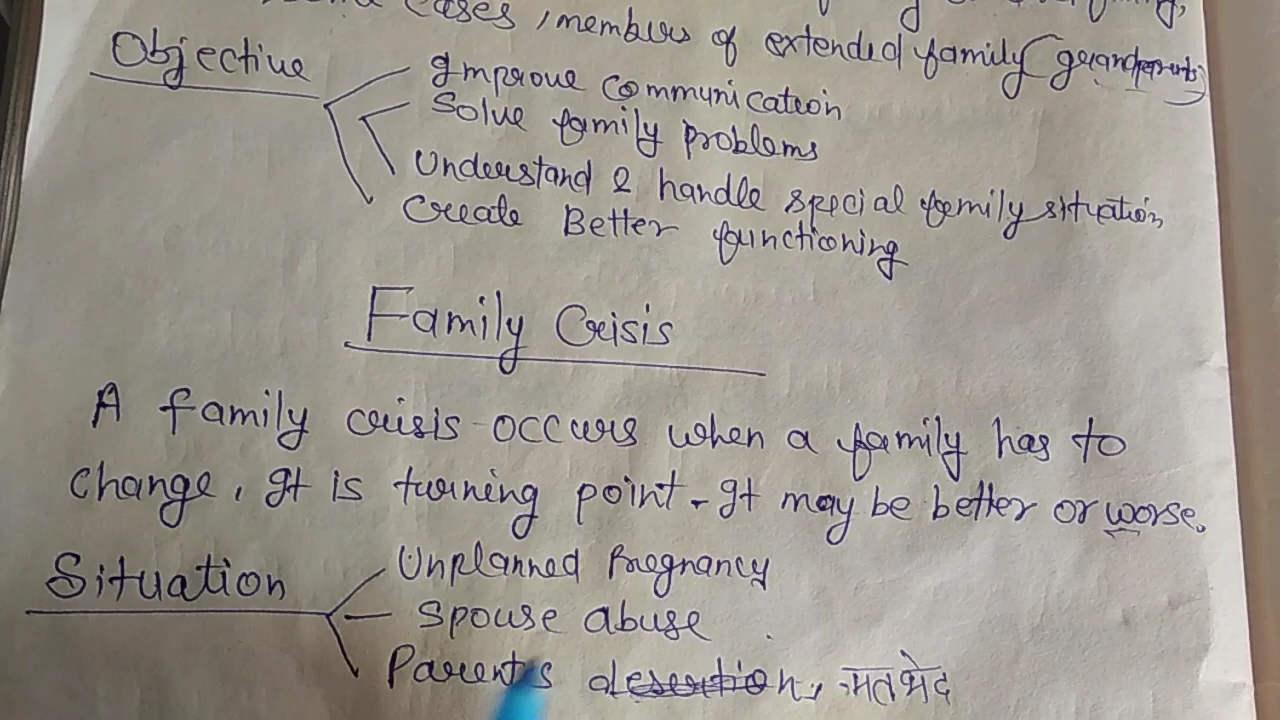 cases, members of extended family (grandparents)
Objective
Improve communication
Solve family problems
Understand & handle special family situation
Create Better functioning
Family Crisis
A family crisis occurs when a family has to
change, It is turning point - It may be better or worse.
Situation
Unplanned Pregnancy
Spouse abuse
Parents desertion, मतभेद